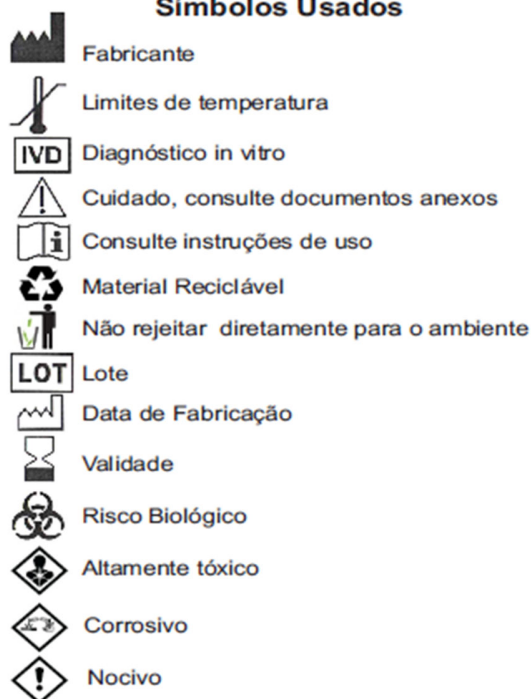 Símbolos Usados
Fabricante
Limites de temperatura
IVD Diagnóstico in vitro
Cuidado, consulte documentos anexos
i Consulte instruções de uso
Material Reciclável
Não rejeitar diretamente para o ambiente
LOT Lote
Data de Fabricação
Validade
Risco Biológico
Altamente tóxico
Corrosivo
Nocivo